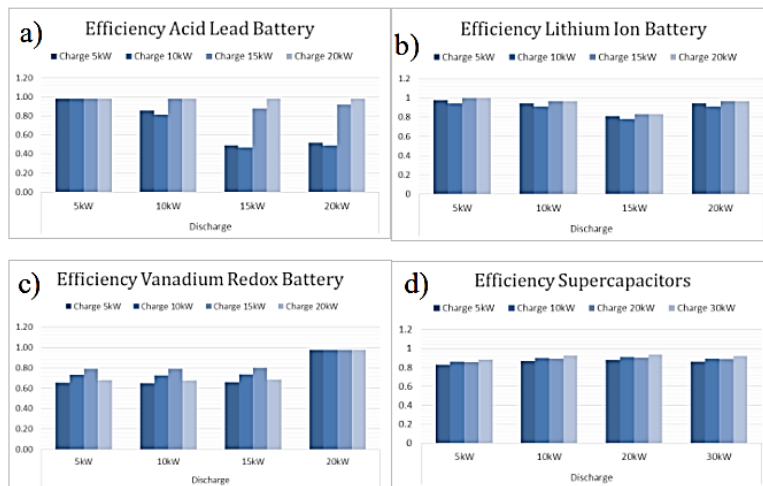 a)
Efficiency Acid Lead Battery
Charge 5kW Charge 10kW Charge 15kW Charge 20kW
1.20
1.00
0.80
0.60
0.40
0.20
0.00
5kW 10kW 15kW 20kW
Discharge
b)
Efficiency Lithium Ion Battery
Charge 5kW Charge 10kW Charge 15kW Charge 20kW
1.2
1
0.8
0.6
0.4
0.2
0
5kW 10kW 15kW 20kW
Discharge
c)
Efficiency Vanadium Redox Battery
Charge 5kW Charge 10kW Charge 15kW Charge 20kW
1.20
1.00
0.80
0.60
0.40
0.20
0.00
5kW 10kW 15kW 20kW
Discharge
d)
Efficiency Supercapacitors
Charge 5kW Charge 10kW Charge 20kW Charge 30kW
1.2
1
0.8
0.6
0.4
0.2
0
5kW 10kW 20kW 30kW
Discharge